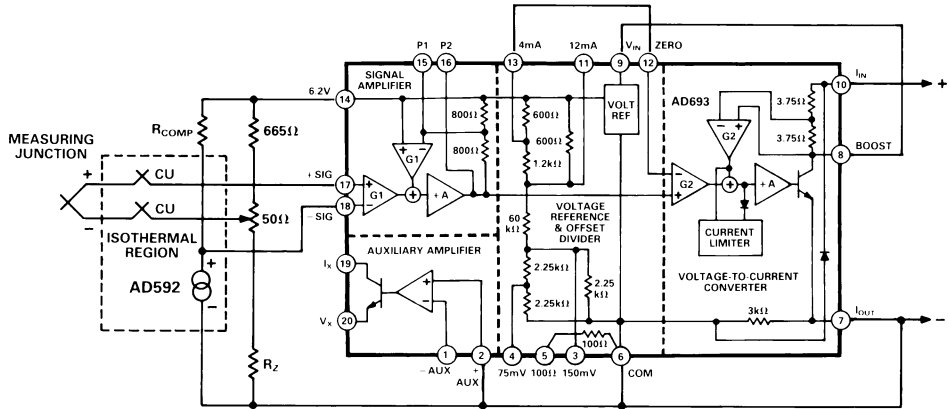 P1 P2 4mA 12mA VIN ZERO
15 16 13 11 9 12
SIGNAL
AMPLIFIER
6.2V 14
800Ω
800Ω
600Ω
600Ω
1.2kΩ
VOLT
REF
AD693
3.75Ω
3.75Ω
IIN
10 +
8 BOOST
RCOMP
665Ω
MEASURING
JUNCTION
+ CU
+ SIG 17
- CU
50Ω
- SIG 18
ISOTHERMAL
REGION
AD592
+
-
+ - G1
+ - G1 + + A
- + G2
- + G2 + + A
60
kΩ
VOLTAGE
REFERENCE
& OFFSET
DIVIDER
CURRENT
LIMITER
AUXILIARY AMPLIFIER
IX 19
+ -
VX 20
2.25kΩ
2.25kΩ
2.25
kΩ
100Ω
VOLTAGE-TO-CURRENT
CONVERTER
3kΩ
IOUT
7 -
RZ
1 2 4 5 3 6
- AUX + AUX 75mV 100Ω 150mV COM